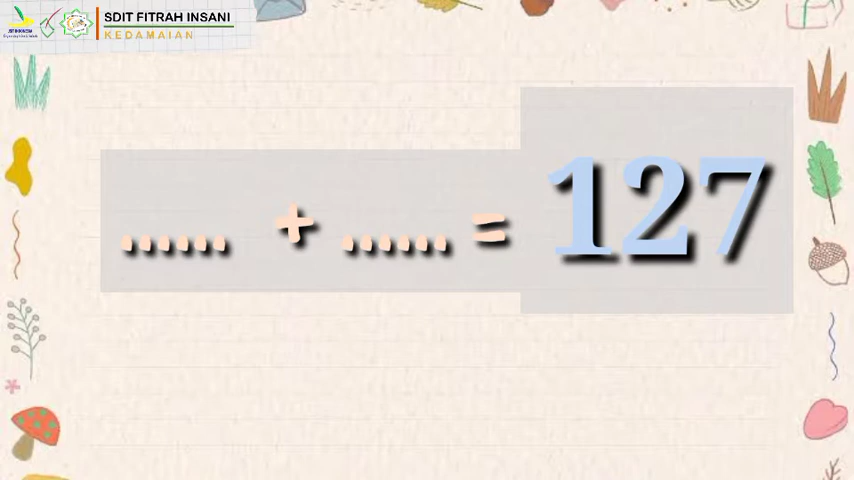 SDIT FITRAH INSANI
KEDAMAIAN
...... + ...... = 127